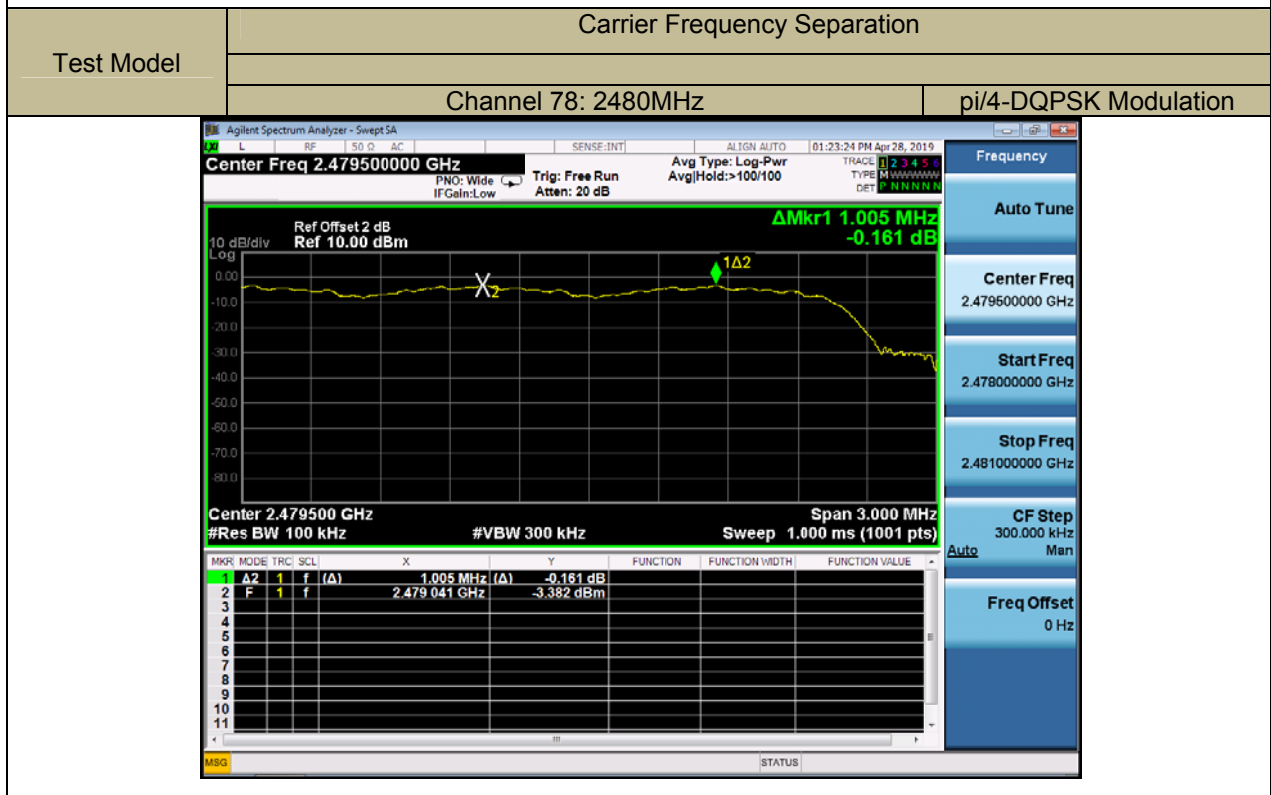 Carrier Frequency Separation
Test Model
Channel 78: 2480MHz pi/4-DQPSK Modulation
Agilent Spectrum Analyzer - Swept SA
LXI L RF 50 Ω AC SENSE:INT ALIGN AUTO 01:23:24 PM Apr 28, 2019
Center Freq 2.479500000 GHz Avg Type: Log-Pwr TRACE 1 2 3 4 5 6
PNO: Wide Trig: Free Run Avg|Hold:>100/100 TYPE M WWWWW
IFGain:Low Atten: 20 dB DET P N N N N N
ΔMkr1 1.005 MHz
-0.161 dB
Ref Offset 2 dB
10 dB/div Ref 10.00 dBm
Log
1Δ2
0.00
X2
-10.0
-20.0
-30.0
-40.0
-50.0
-60.0
-70.0
-80.0
Center 2.479500 GHz Span 3.000 MHz
#Res BW 100 kHz #VBW 300 kHz Sweep 1.000 ms (1001 pts)
MKR MODE TRC SCL X Y FUNCTION FUNCTION WIDTH FUNCTION VALUE
1 Δ2 1 f (Δ) 1.005 MHz (Δ) -0.161 dB
2 F 1 f 2.479 041 GHz -3.382 dBm
3
4
5
6
7
8
9
10
11
MSG STATUS
Frequency
Auto Tune
Center Freq
2.479500000 GHz
Start Freq
2.478000000 GHz
Stop Freq
2.481000000 GHz
CF Step
300.000 kHz
Auto Man
Freq Offset
0 Hz